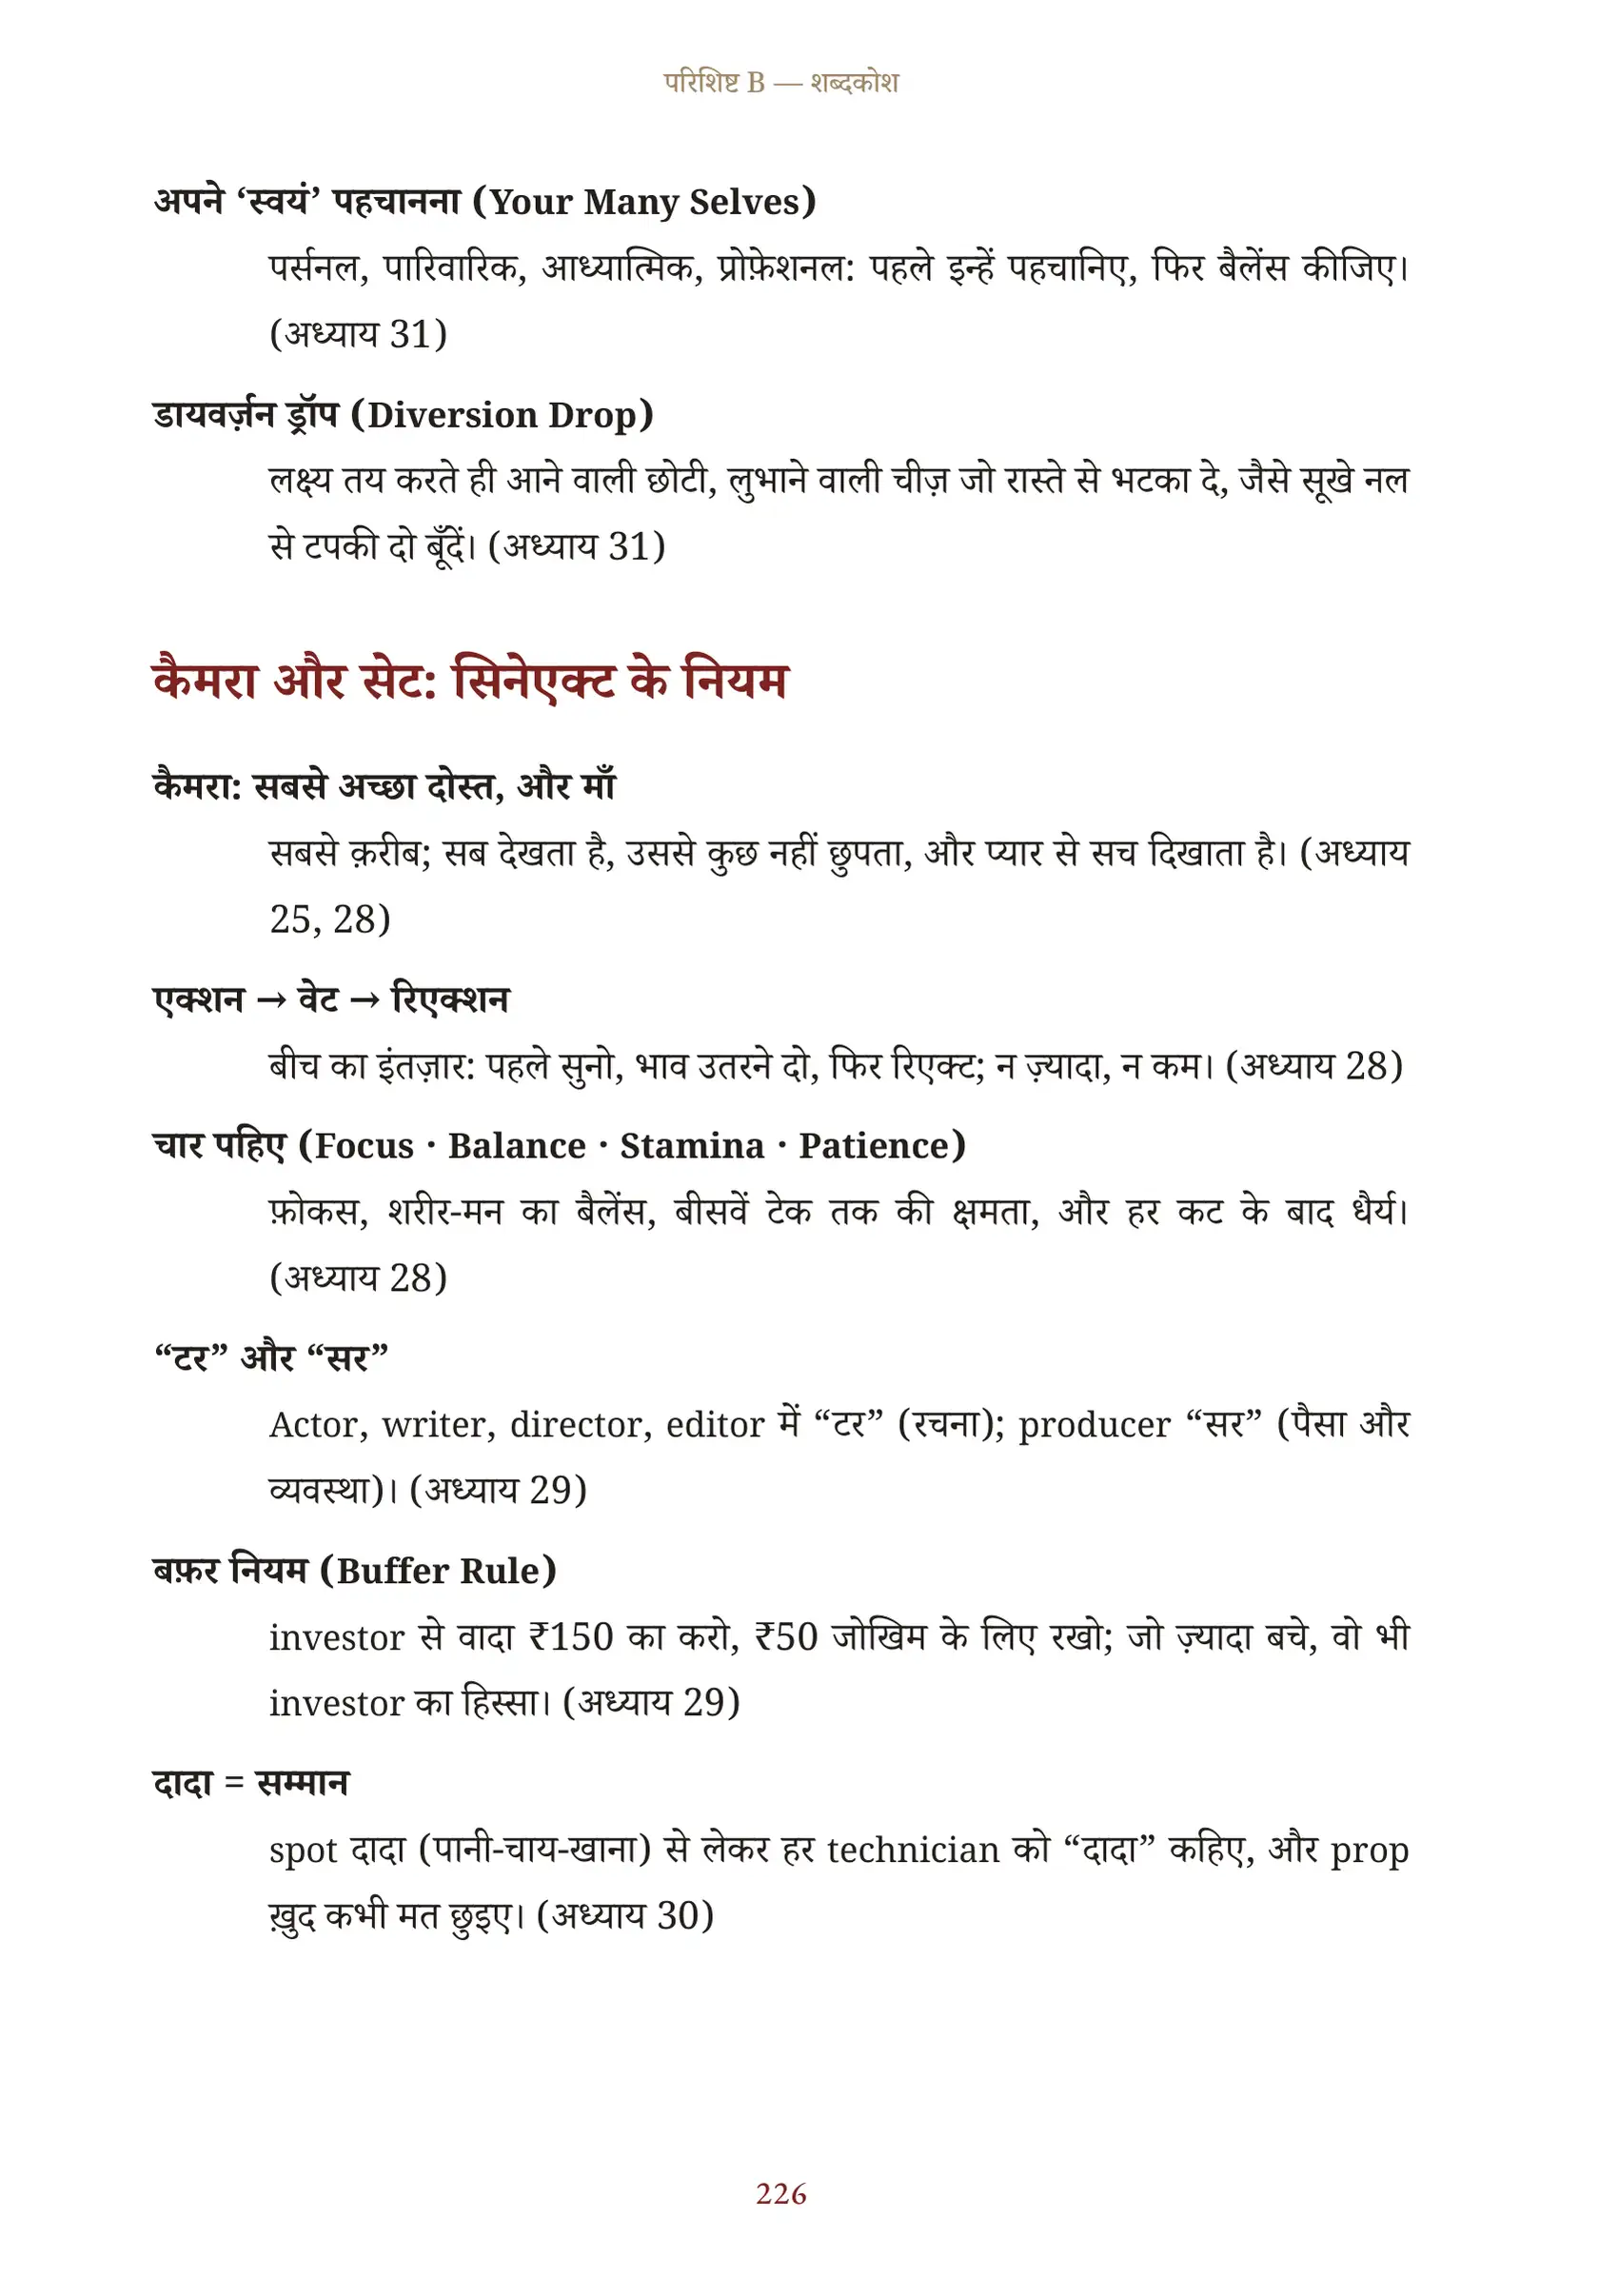 परिशिष्ट B — शब्दकोश
अपने ‘स्वयं’ पहचानना (Your Many Selves)
पर्सनल, पारिवारिक, आध्यात्मिक, प्रोफ़ेशनल: पहले इन्हें पहचानिए, फिर बैलेंस कीजिए।
(अध्याय 31)
डायवर्ज़न ड्रॉप (Diversion Drop)
लक्ष्य तय करते ही आने वाली छोटी, लुभाने वाली चीज़ जो रास्ते से भटका दे, जैसे सूखे नल
से टपकी दो बूँदें। (अध्याय 31)
कैमरा और सेट: सिनेएक्ट के नियम
कैमरा: सबसे अच्छा दोस्त, और माँ
सबसे क़रीब; सब देखता है, उससे कुछ नहीं छुपता, और प्यार से सच दिखाता है। (अध्याय
25, 28)
एक्शन → वेट → रिएक्शन
बीच का इंतज़ार: पहले सुनो, भाव उतरने दो, फिर रिएक्ट; न ज़्यादा, न कम। (अध्याय 28)
चार पहिए (Focus · Balance · Stamina · Patience)
फ़ोकस, शरीर-मन का बैलेंस, बीसवें टेक तक की क्षमता, और हर कट के बाद धैर्य।
(अध्याय 28)
“टर” और “सर”
Actor, writer, director, editor में “टर” (रचना); producer “सर” (पैसा और
व्यवस्था)। (अध्याय 29)
बफ़र नियम (Buffer Rule)
investor से वादा ₹150 का करो, ₹50 जोखिम के लिए रखो; जो ज़्यादा बचे, वो भी
investor का हिस्सा। (अध्याय 29)
दादा = सम्मान
spot दादा (पानी-चाय-खाना) से लेकर हर technician को “दादा” कहिए, और prop
ख़ुद कभी मत छुइए। (अध्याय 30)
226